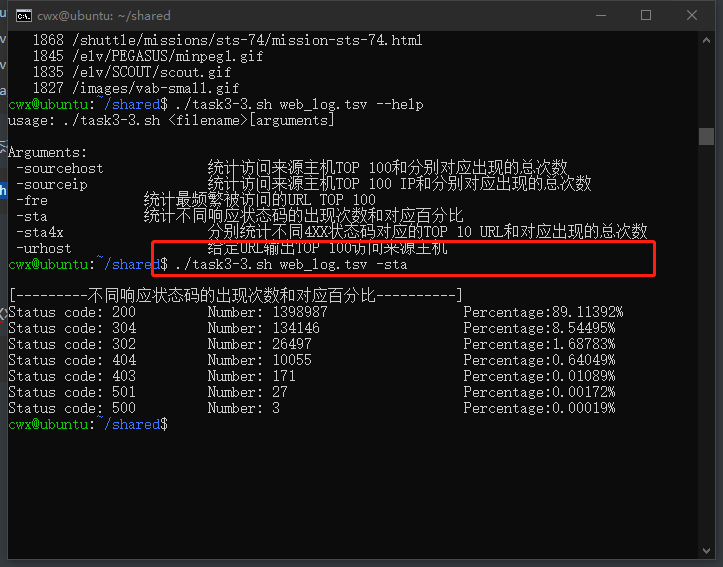 cwx@ubuntu: ~/shared
1868 /shuttle/missions/sts-74/mission-sts-74.html
1845 /elv/PEGASUS/minpeg1.gif
1835 /elv/SCOUT/scout.gif
1827 /images/vab-small.gif
cwx@ubuntu:~/shared$ ./task3-3.sh web_log.tsv --help
usage: ./task3-3.sh <filename>[arguments]
Arguments:
-sourcehost 统计访问来源主机TOP 100和分别对应出现的总次数
-sourceip 统计访问来源主机TOP 100 IP和分别对应出现的总次数
-fre 统计最频繁被访问的URL TOP 100
-sta 统计不同响应状态码的出现次数和对应百分比
-sta4x 分别统计不同4XX状态码对应的TOP 10 URL和对应出现的总次数
-urhost 给定URL输出TOP 100访问来源主机
cwx@ubuntu:~/shared$ ./task3-3.sh web_log.tsv -sta
[---------不同响应状态码的出现次数和对应百分比----------]
Status code: 200 Number: 1398987 Percentage:89.11392%
Status code: 304 Number: 134146 Percentage:8.54495%
Status code: 302 Number: 26497 Percentage:1.68783%
Status code: 404 Number: 10055 Percentage:0.64049%
Status code: 403 Number: 171 Percentage:0.01089%
Status code: 501 Number: 27 Percentage:0.00172%
Status code: 500 Number: 3 Percentage:0.00019%
cwx@ubuntu:~/shared$